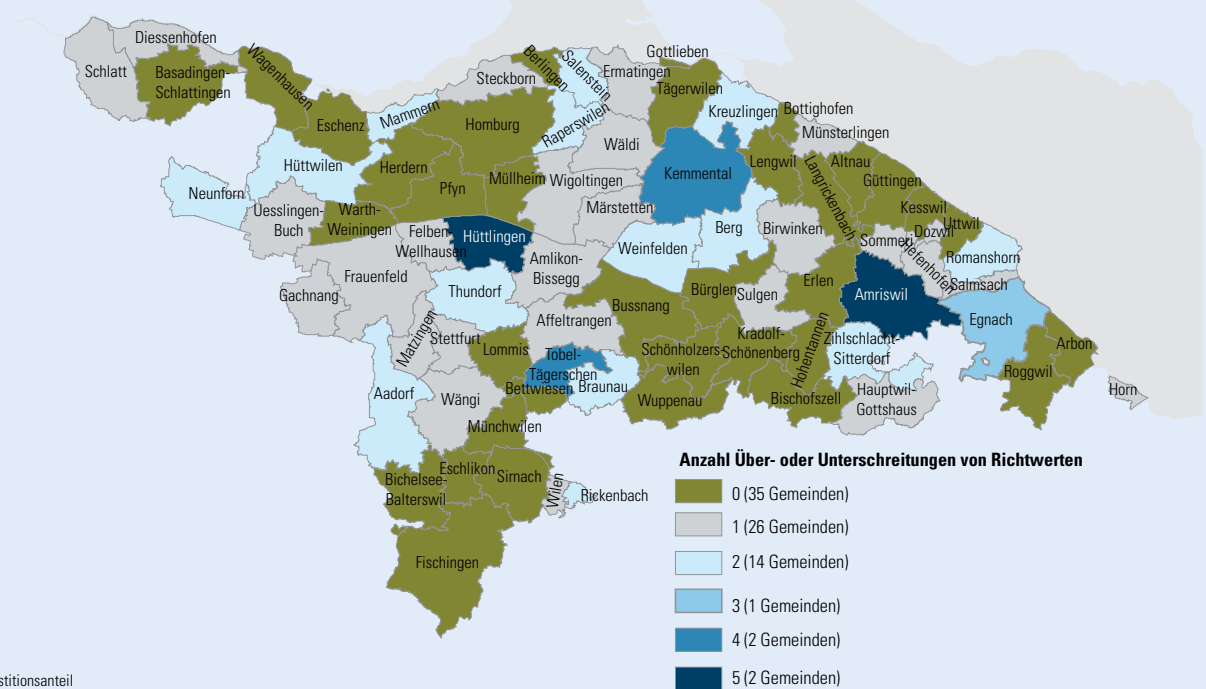 Diessenhofen
Schlatt
Basadingen-
Schlattingen
Wagenhausen
Eschenz
Mammern
Steckborn
Berlingen
Salenstein
Ermatingen
Gottlieben
Tägerwilen
Raperswilen
Homburg
Kreuzlingen
Bottighofen
Münsterlingen
Hüttwilen
Neunforn
Herdern
Pfyn
Müllheim
Wäldi
Wigoltingen
Kemmental
Lengwil
Langrickenbach
Altnau
Güttingen
Kesswil
Uttwil
Dozwil
Sommeri
Romanshorn
Salmsach
Uesslingen-
Buch
Warth-
Weiningen
Felben-
Wellhausen
Hüttlingen
Märstetten
Weinfelden
Berg
Birwinken
Amlikon-
Bissegg
Frauenfeld
Gachnang
Thundorf
Bussnang
Bürglen
Sulgen
Erlen
Amriswil
Egnach
Arbon
Roggwil
Horn
Matzingen
Stettfurt
Lommis
Affeltrangen
Tobel-
Tägerschen
Bettwiesen
Braunau
Schönholzers-
wilen
Kradolf-
Schönenberg
Hohentannen
Zihlschlacht-
Sitterdorf
Hauptwil-
Gottshaus
Bischofszell
Wuppenau
Aadorf
Wängi
Münchwilen
Eschlikon
Bichelsee-
Balterswil
Sirnach
Wilen
Rickenbach
Fischingen
Anzahl Über- oder Unterschreitungen von Richtwerten
0 (35 Gemeinden)
1 (26 Gemeinden)
2 (14 Gemeinden)
3 (1 Gemeinden)
4 (2 Gemeinden)
5 (2 Gemeinden)
stitionsanteil